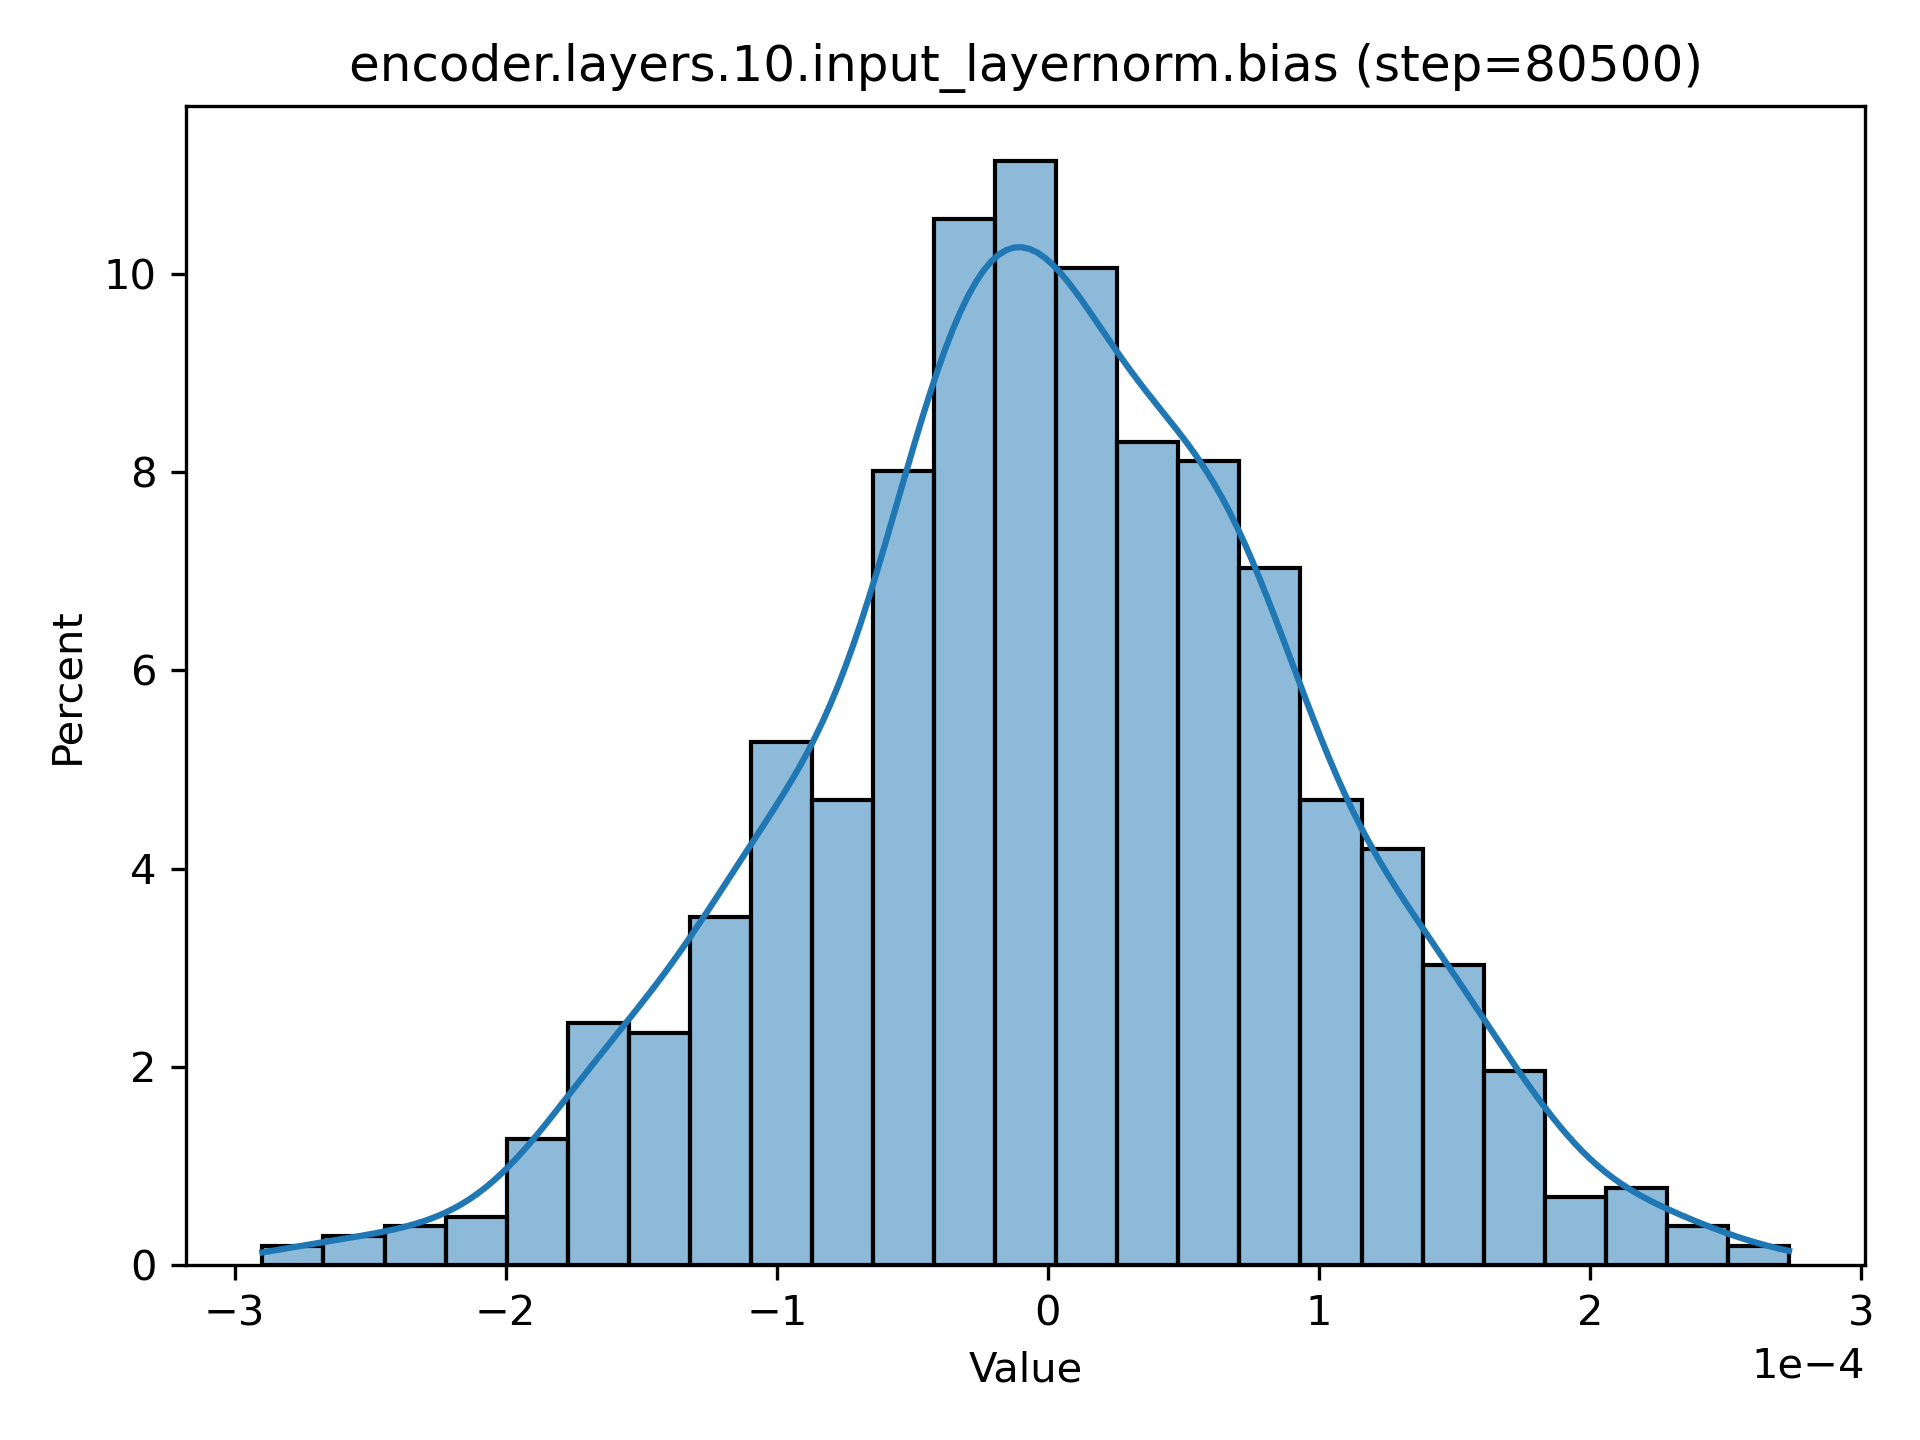 encoder.layers.10.input_layernorm.bias (step=80500)
Percent
10
8
6
4
2
0
−3 −2 −1 0 1 2 3
Value
1e−4